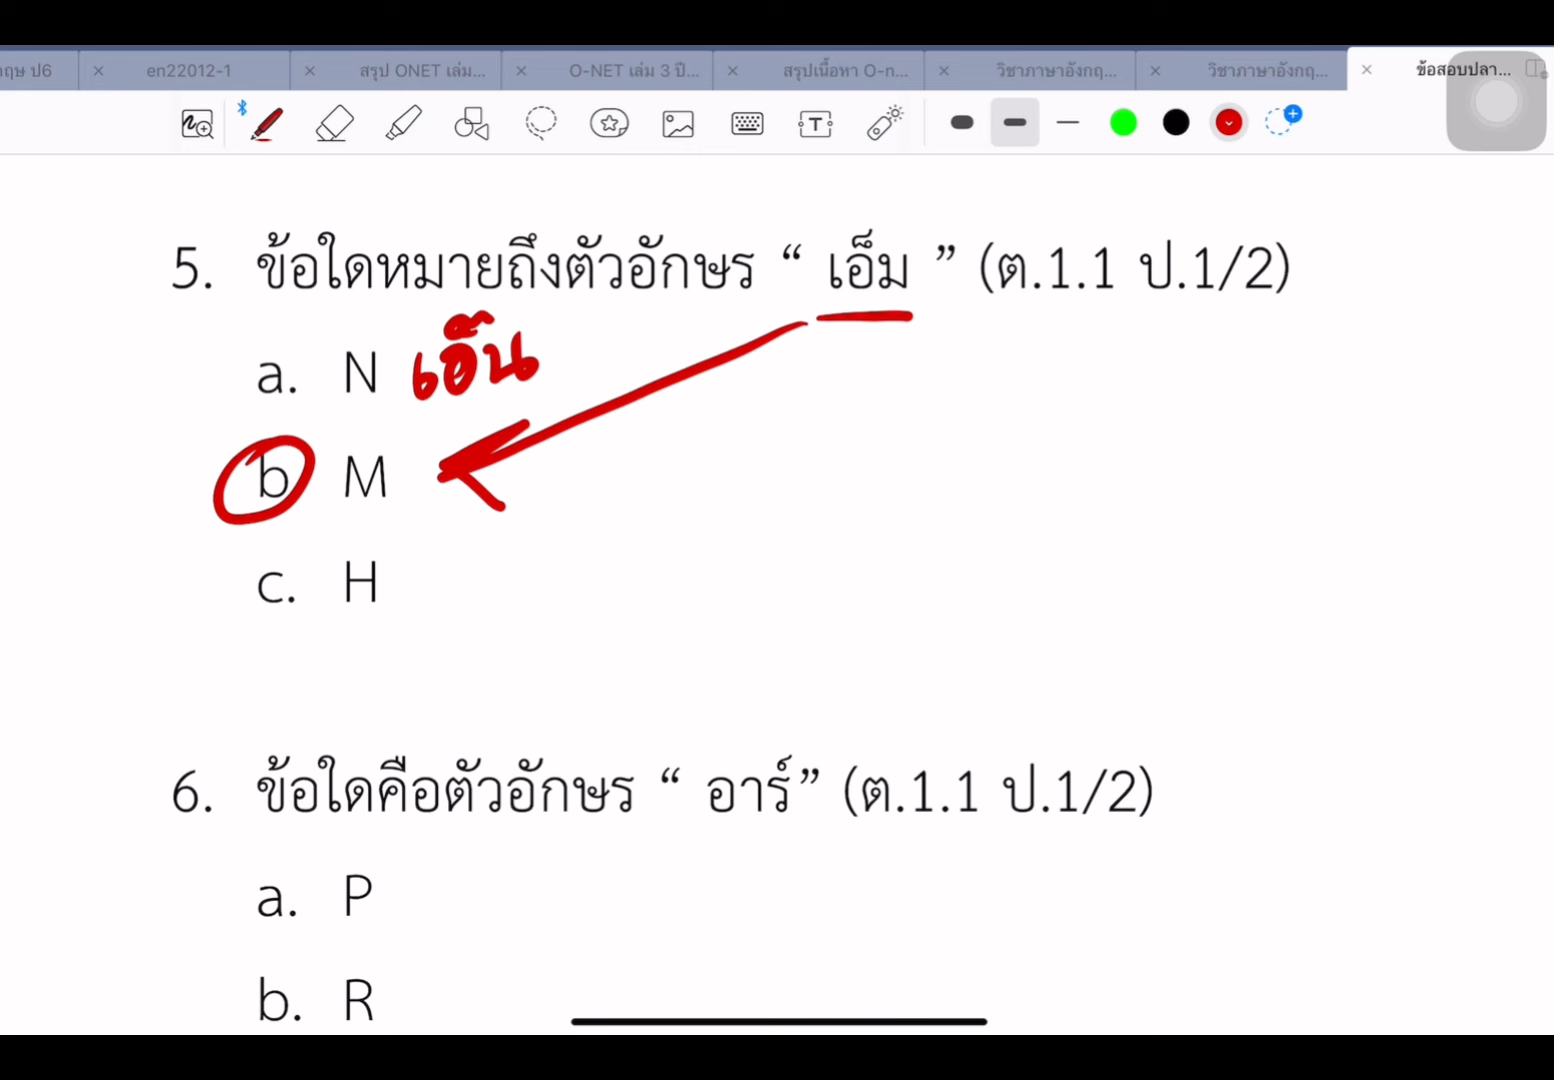 ฤษ ป6 × en22012-1 × สรุป ONET เล่ม... × O-NET เล่ม 3 ปี... × สรุปเนื้อหา O-n... × วิชาภาษาอังกฤ... × วิชาภาษาอังกฤ... × ข้อสอบปลา...
5. ข้อใดหมายถึงตัวอักษร “ เอ็ม ” (ต.1.1 ป.1/2)
a. N เอ็น
b M
c. H
6. ข้อใดคือตัวอักษร “ อาร์” (ต.1.1 ป.1/2)
a. P
b. R